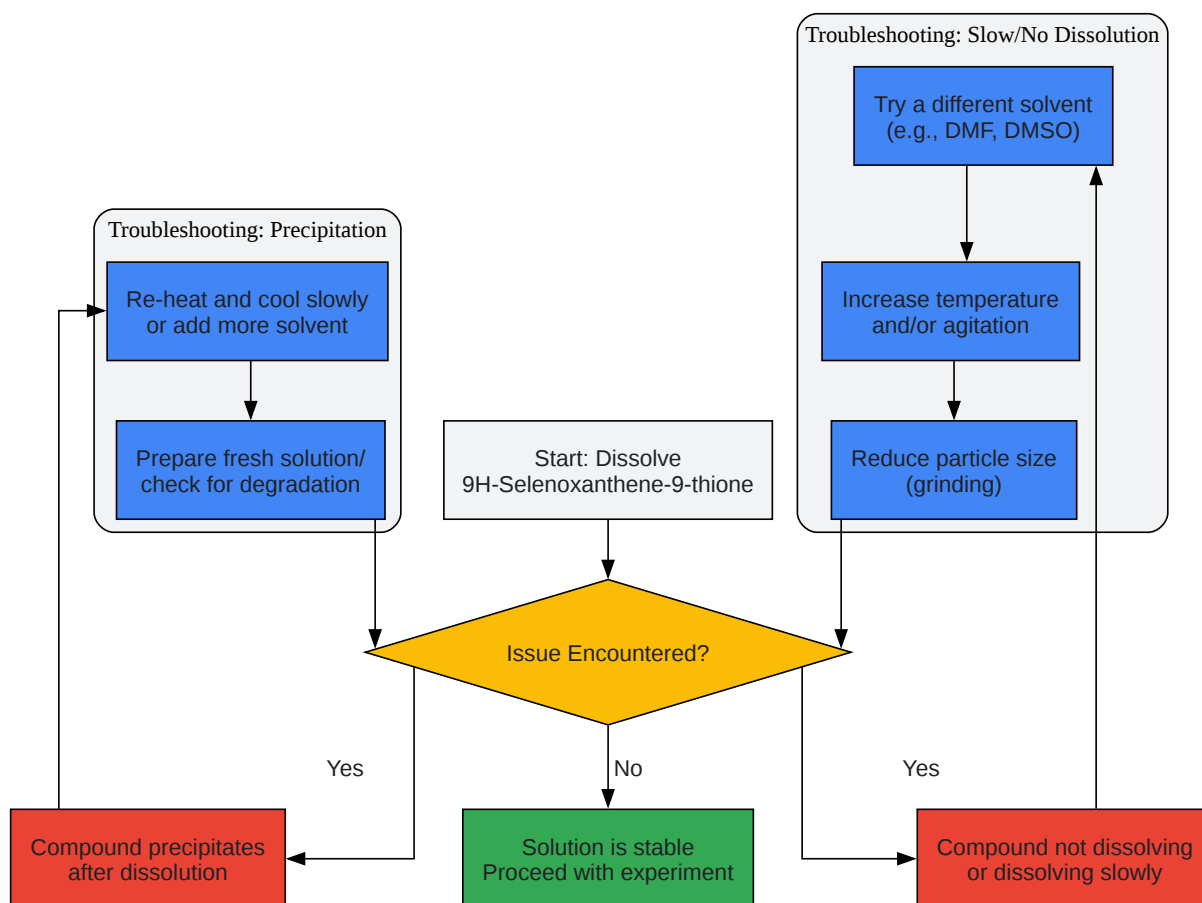 Troubleshooting: Slow/No Dissolution
Try a different solvent
(e.g., DMF, DMSO)
Troubleshooting: Precipitation
Re-heat and cool slowly
or add more solvent
Increase temperature
and/or agitation
Prepare fresh solution/
check for degradation
Start: Dissolve
9H-Selenoxanthene-9-thione
Reduce particle size
(grinding)
Issue Encountered?
Yes
No
Yes
Compound precipitates
after dissolution
Solution is stable
Proceed with experiment
Compound not dissolving
or dissolving slowly